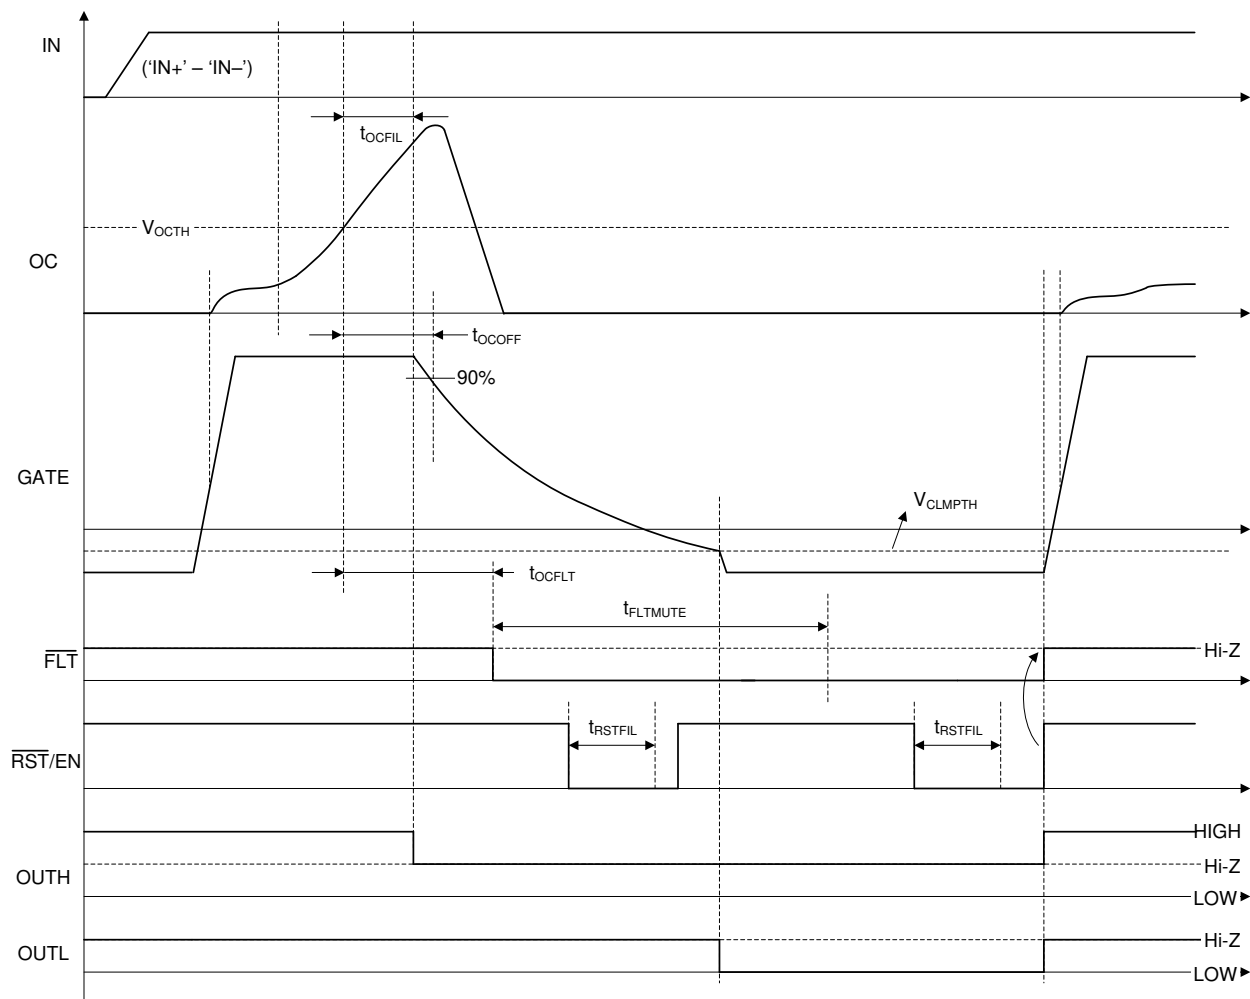 IN
('IN+' – 'IN–')
tOCFIL
VOCTH
OC
tOCOFF
90%
GATE
VCLMPTH
tOCFLT
tFLTMUTE
FLT
Hi-Z
tRSTFIL
tRSTFIL
RST/EN
HIGH
Hi-Z
OUTH
LOW
Hi-Z
OUTL
LOW